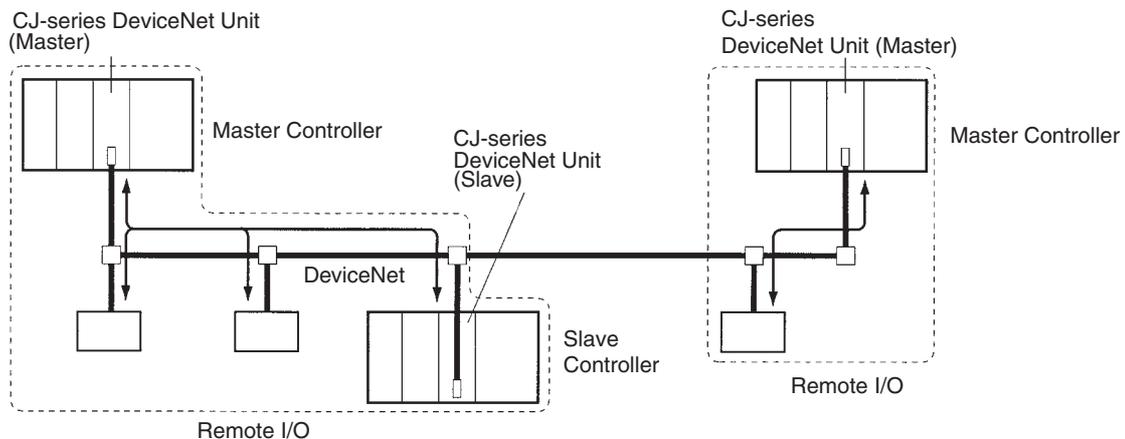 CJ-series DeviceNet Unit
(Master)
CJ-series
DeviceNet Unit (Master)
Master Controller
CJ-series
DeviceNet Unit
(Slave)
Master Controller
DeviceNet
Slave
Controller
Remote I/O
Remote I/O